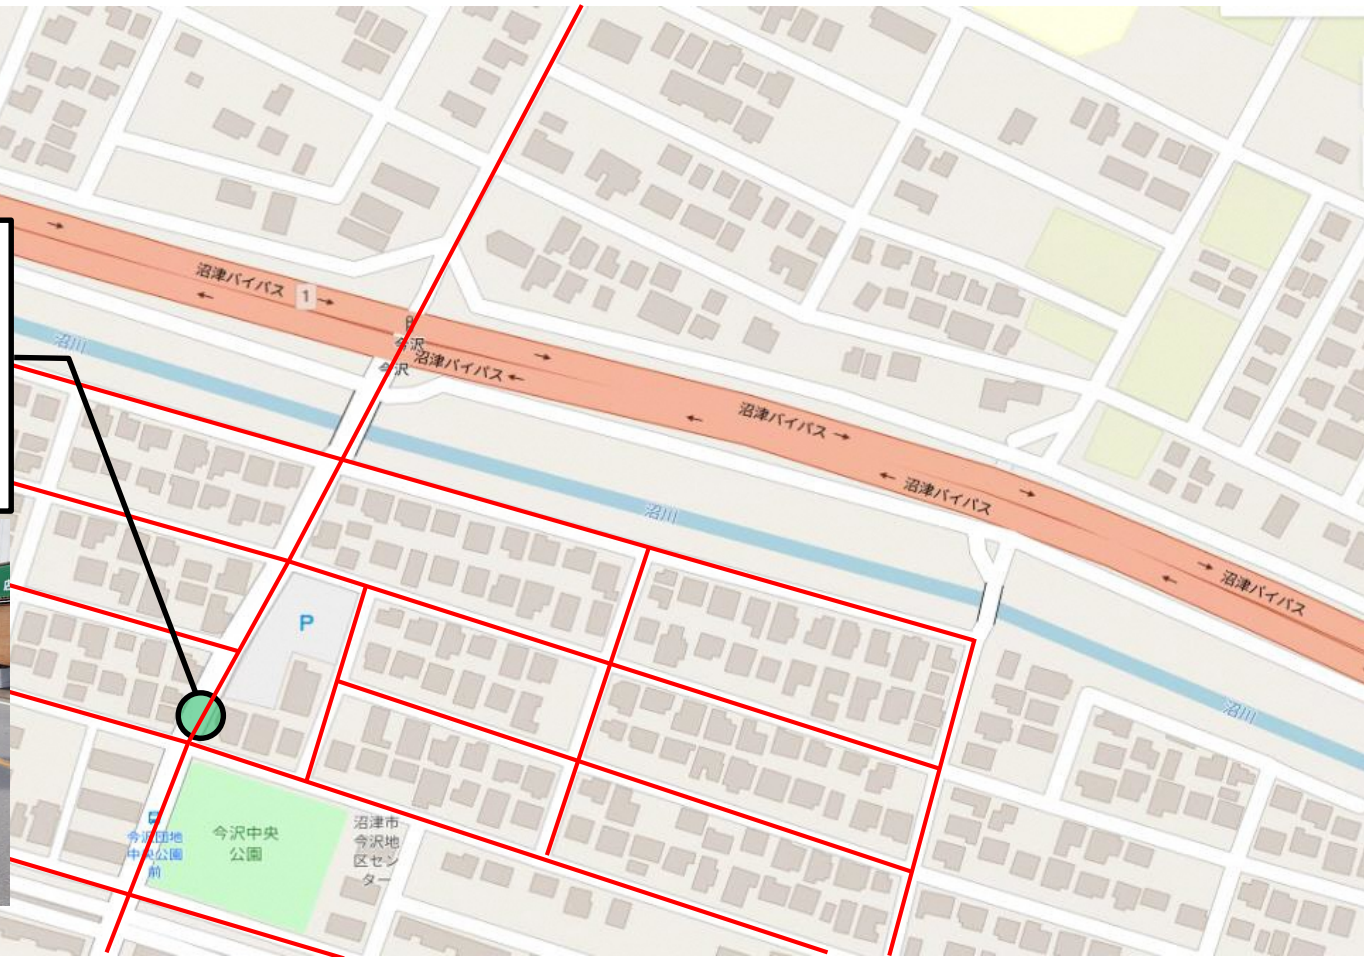 沼津バイパス
1
今沢
沼津バイパス
今沢
沼川
沼津バイパス
沼津バイパス
沼川
沼津バイパス
P
沼川
今沢団地
中央公園
前
今沢中央
公園
沼津市
今沢地
区セン
ター